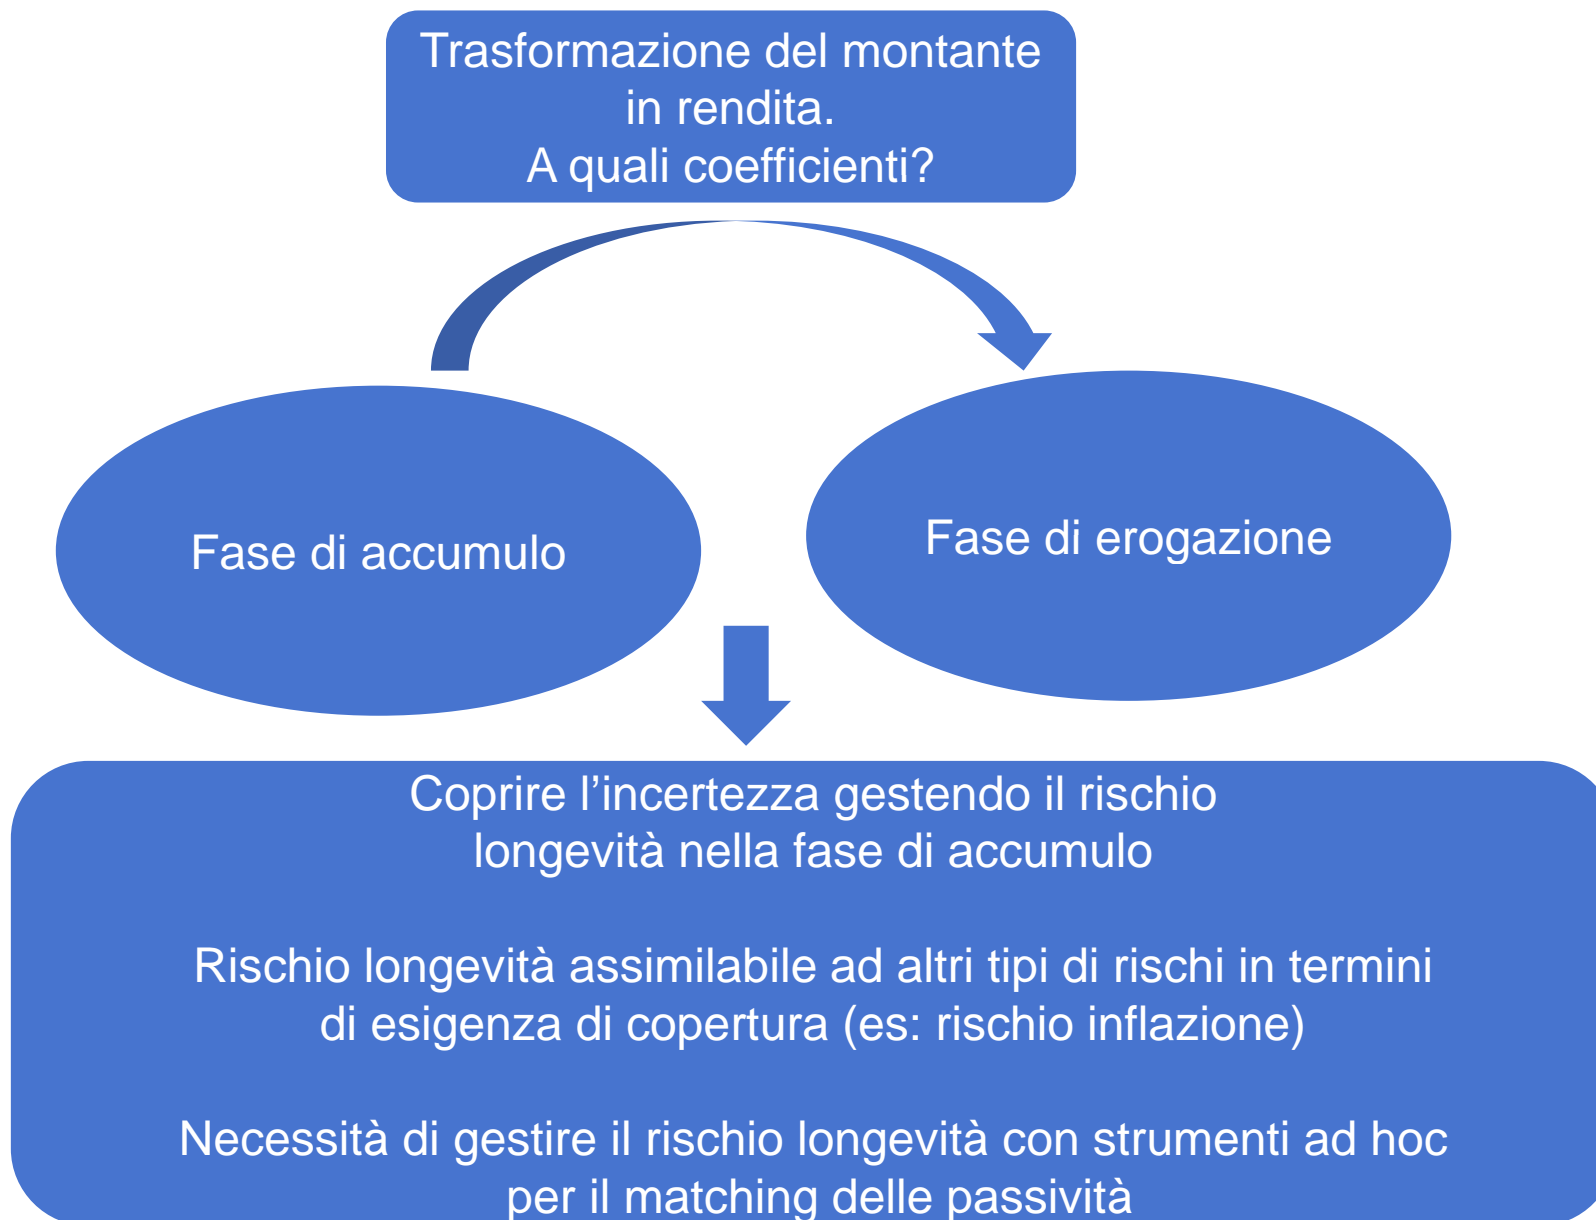 Trasformazione del montante
in rendita.
A quali coefficienti?
Fase di accumulo
Fase di erogazione
Coprire l’incertezza gestendo il rischio
longevità nella fase di accumulo
Rischio longevità assimilabile ad altri tipi di rischi in termini
di esigenza di copertura (es: rischio inflazione)
Necessità di gestire il rischio longevità con strumenti ad hoc
per il matching delle passività